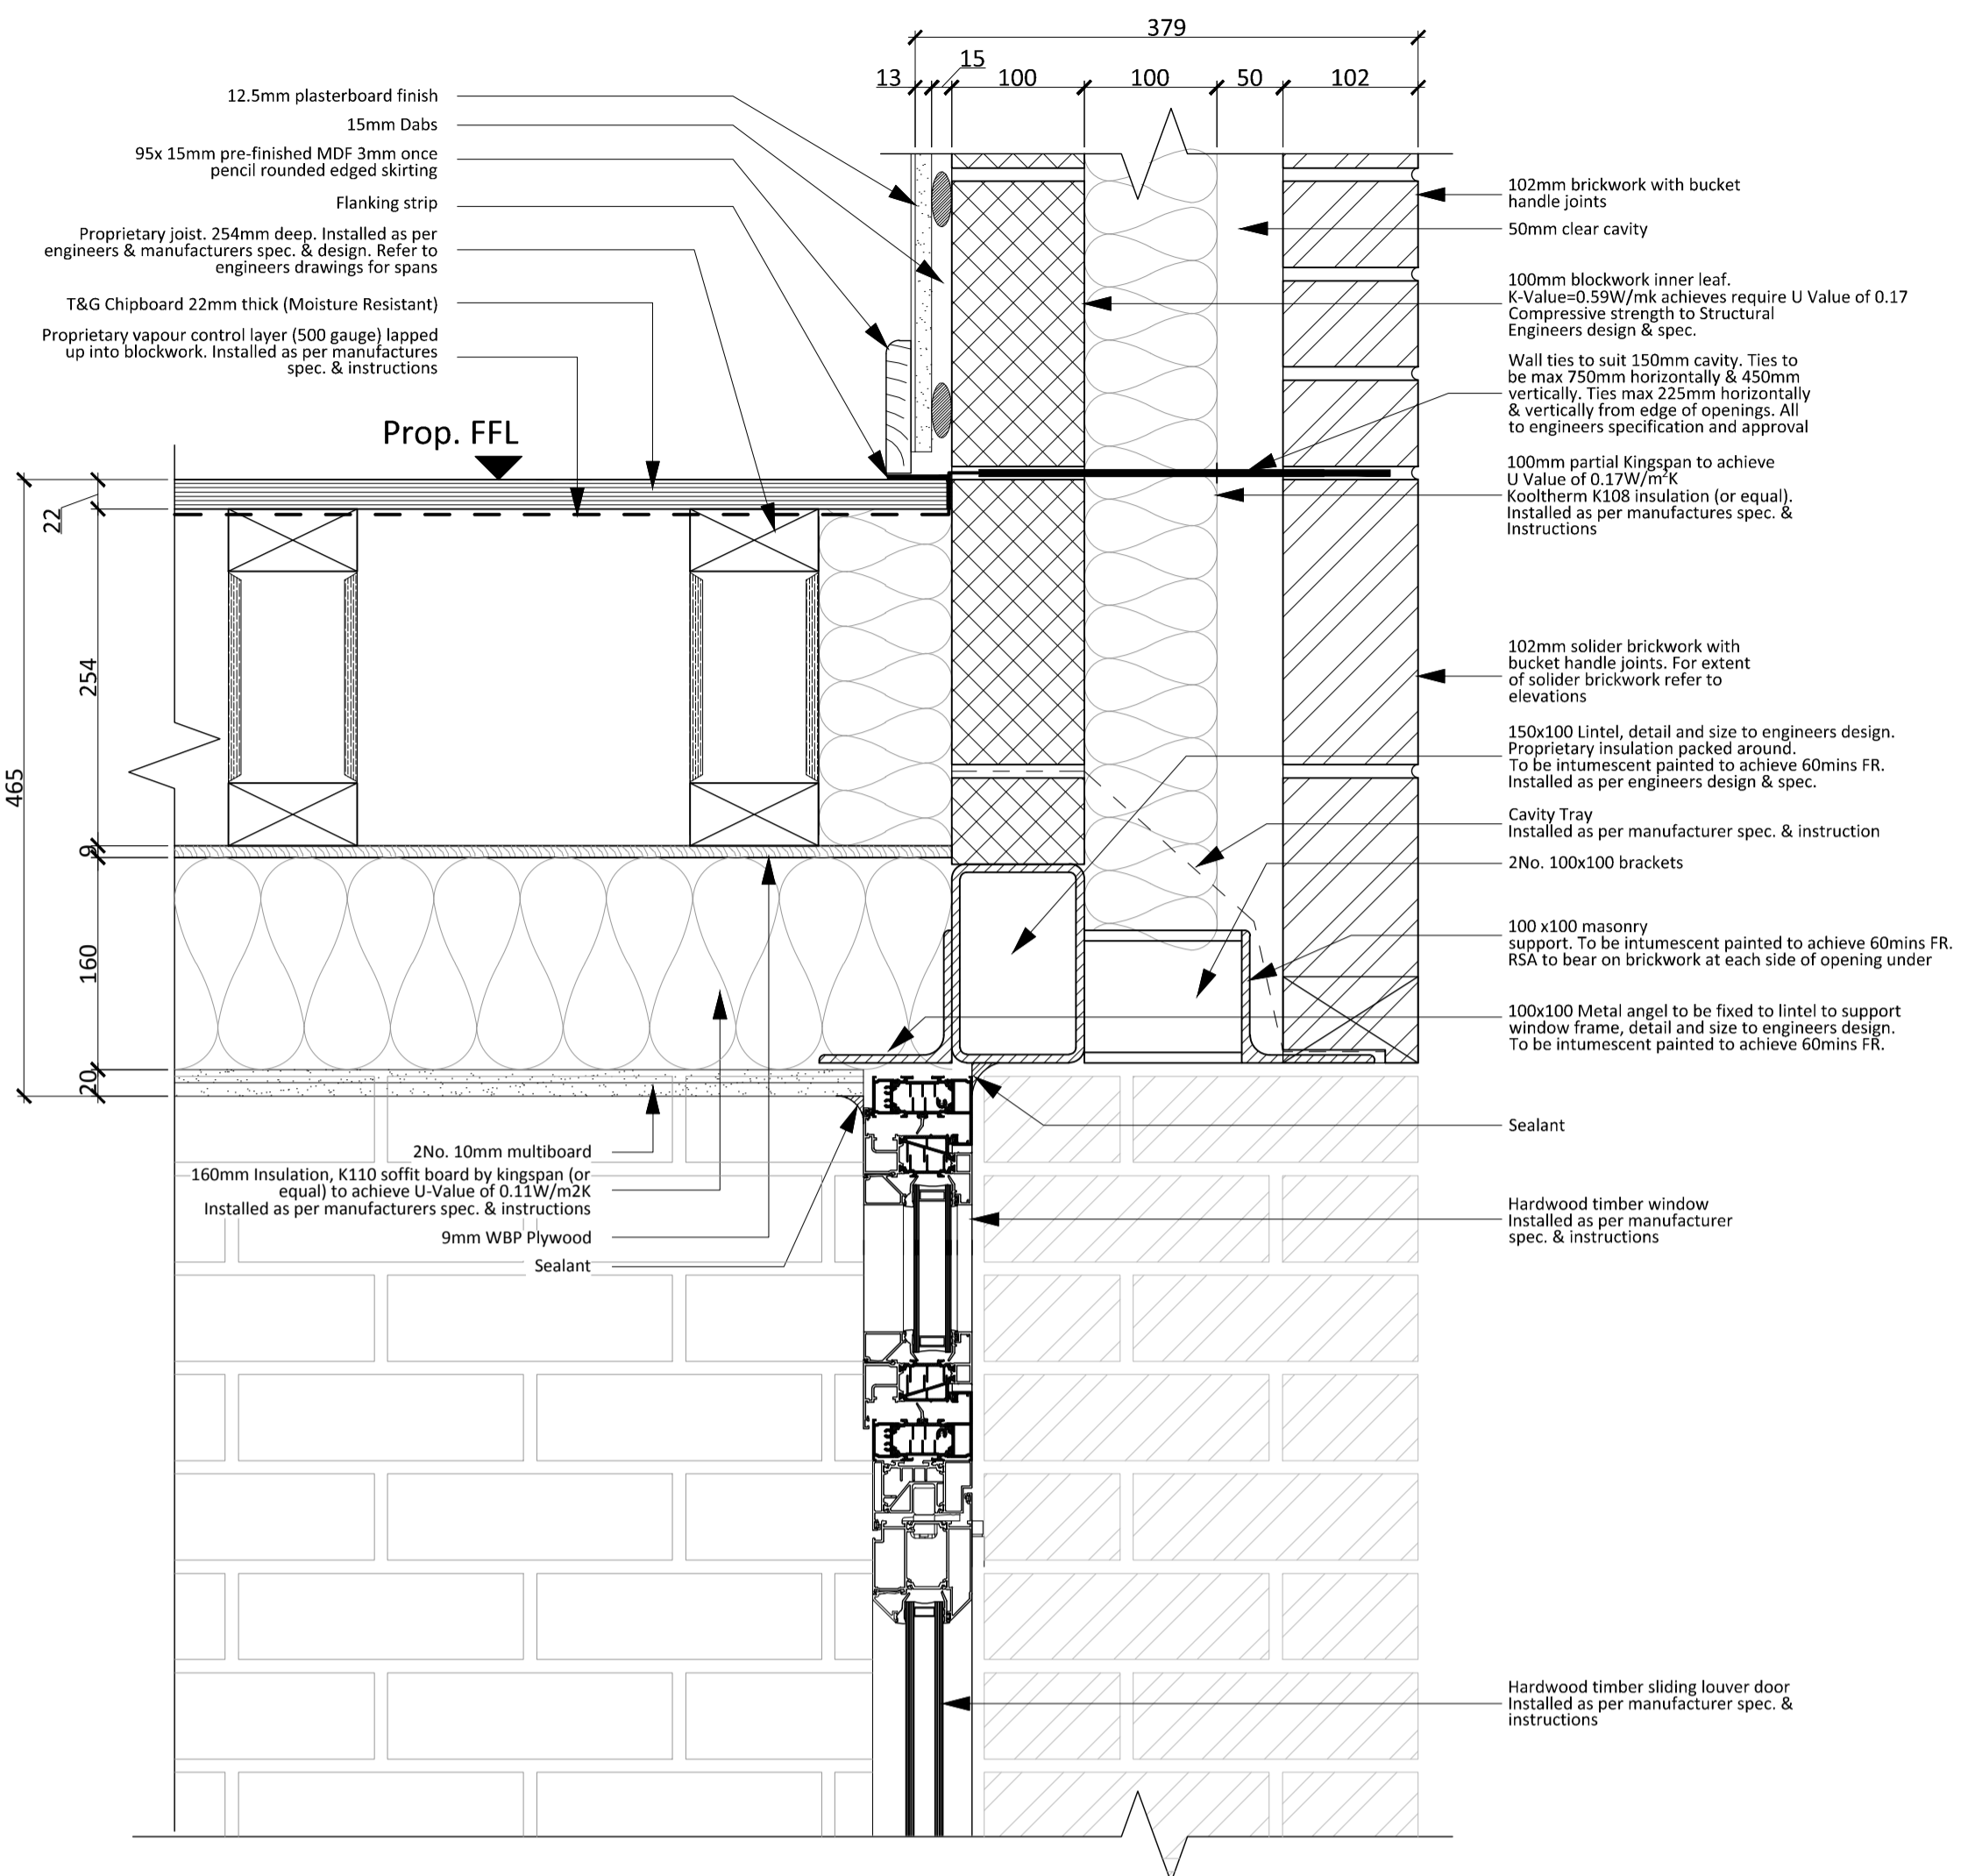 379
15
13
100
100
50
102
12.5mm plasterboard finish
15mm Dabs
95x 15mm pre-finished MDF 3mm once
pencil rounded edged skirting
Flanking strip
Proprietary joist. 254mm deep. Installed as per
engineers & manufacturers spec. & design. Refer to
engineers drawings for spans
T&G Chipboard 22mm thick (Moisture Resistant)
Proprietary vapour control layer (500 gauge) lapped
up into blockwork. Installed as per manufactures
spec. & instructions
Prop. FFL
22
254
465
9
160
20
2No. 10mm multiboard
160mm Insulation, K110 soffit board by kingspan (or
equal) to achieve U-Value of 0.11W/m2K
Installed as per manufacturers spec. & instructions
9mm WBP Plywood
Sealant
102mm brickwork with bucket
handle joints
50mm clear cavity
100mm blockwork inner leaf.
K-Value=0.59W/mk achieves require U Value of 0.17
Compressive strength to Structural
Engineers design & spec.
Wall ties to suit 150mm cavity. Ties to
be max 750mm horizontally & 450mm
vertically. Ties max 225mm horizontally
& vertically from edge of openings. All
to engineers specification and approval
100mm partial Kingspan to achieve
U Value of 0.17W/m²K
Kooltherm K108 insulation (or equal).
Installed as per manufactures spec. &
Instructions
102mm solider brickwork with
bucket handle joints. For extent
of solider brickwork refer to
elevations
150x100 Lintel, detail and size to engineers design.
Proprietary insulation packed around.
To be intumescent painted to achieve 60mins FR.
Installed as per engineers design & spec.
Cavity Tray
Installed as per manufacturer spec. & instruction
2No. 100x100 brackets
100 x100 masonry
support. To be intumescent painted to achieve 60mins FR.
RSA to bear on brickwork at each side of opening under
100x100 Metal angel to be fixed to lintel to support
window frame, detail and size to engineers design.
To be intumescent painted to achieve 60mins FR.
Sealant
Hardwood timber window
Installed as per manufacturer
spec. & instructions
Hardwood timber sliding louver door
Installed as per manufacturer spec. &
instructions